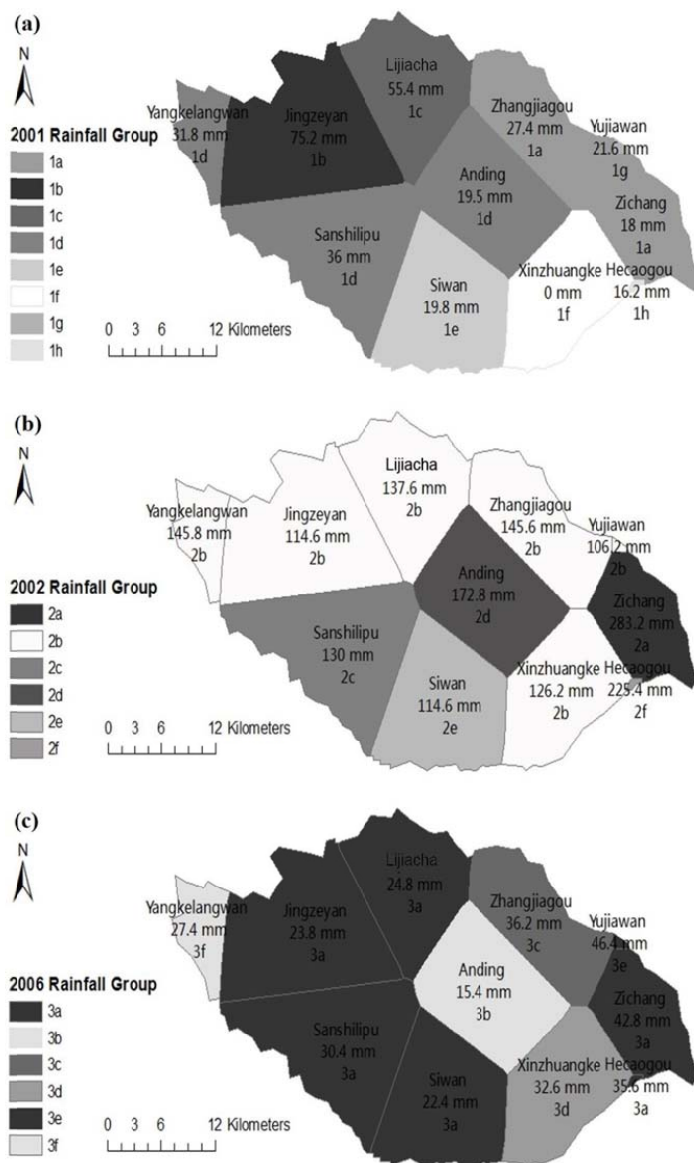 (a)
N
Lijiacha
55.4 mm
1c
Yangkelangwan
31.8 mm
1d
Jingzeyan
75.2 mm
1b
Zhangjiagou
27.4 mm
1a
Yujiawan
21.6 mm
1g
2001 Rainfall Group
1a
1b
1c
1d
1e
1f
1g
1h
Anding
19.5 mm
1d
Zichang
18 mm
1a
Sanshilipu
36 mm
1d
Siwan
19.8 mm
1e
Xinzhuangke
0 mm
1f
Hecaogou
16.2 mm
1h
0 3 6 12 Kilometers
(b)
N
Lijiacha
137.6 mm
2b
Yangkelangwan
145.8 mm
2b
Jingzeyan
114.6 mm
2b
Zhangjiagou
145.6 mm
2b
Yujiawan
106.2 mm
2b
2002 Rainfall Group
2a
2b
2c
2d
2e
2f
Anding
172.8 mm
2d
Zichang
283.2 mm
2a
Sanshilipu
130 mm
2c
Siwan
114.6 mm
2e
Xinzhuangke
126.2 mm
2b
Hecaogou
225.4 mm
2f
0 3 6 12 Kilometers
(c)
N
Lijiacha
24.8 mm
3a
Yangkelangwan
27.4 mm
3f
Jingzeyan
23.8 mm
3a
Zhangjiagou
36.2 mm
3c
Yujiawan
46.4 mm
3e
2006 Rainfall Group
3a
3b
3c
3d
3e
3f
Anding
15.4 mm
3b
Zichang
42.8 mm
3a
Sanshilipu
30.4 mm
3a
Siwan
22.4 mm
3a
Xinzhuangke
32.6 mm
3d
Hecaogou
35.6 mm
3a
0 3 6 12 Kilometers